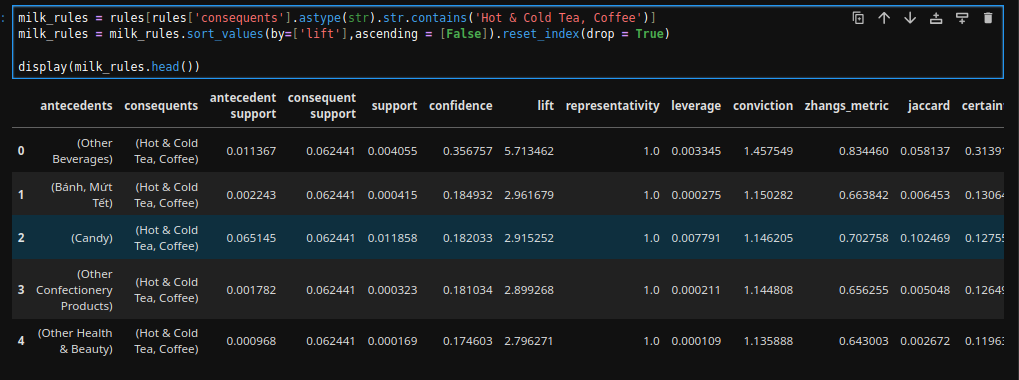 :
milk_rules = rules[rules['consequents'].astype(str).str.contains('Hot & Cold Tea, Coffee')]
milk_rules = milk_rules.sort_values(by=['lift'],ascending = [False]).reset_index(drop = True)
display(milk_rules.head())
antecedents consequents antecedent support consequent support support confidence lift representativity leverage conviction zhangs_metric jaccard certain
0 (Other Beverages) (Hot & Cold Tea, Coffee) 0.011367 0.062441 0.004055 0.356757 5.713462 1.0 0.003345 1.457549 0.834460 0.058137 0.3139
1 (Bánh, Mứt Tết) (Hot & Cold Tea, Coffee) 0.002243 0.062441 0.000415 0.184932 2.961679 1.0 0.000275 1.150282 0.663842 0.006453 0.1306
2 (Candy) (Hot & Cold Tea, Coffee) 0.065145 0.062441 0.011858 0.182033 2.915252 1.0 0.007791 1.146205 0.702758 0.102469 0.1275
3 (Other Confectionery Products) (Hot & Cold Tea, Coffee) 0.001782 0.062441 0.000323 0.181034 2.899268 1.0 0.000211 1.144808 0.656255 0.005048 0.1264
4 (Other Health & Beauty) (Hot & Cold Tea, Coffee) 0.000968 0.062441 0.000169 0.174603 2.796271 1.0 0.000109 1.135888 0.643003 0.002672 0.1196